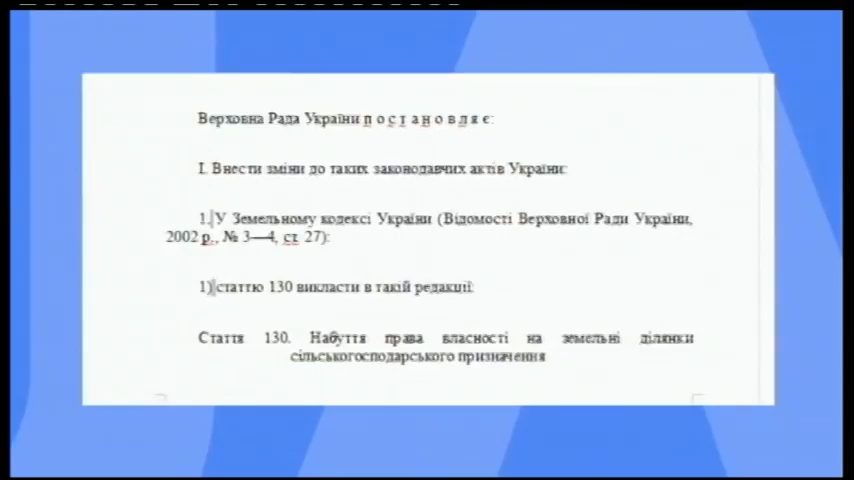 Верховна Рада України п о с т а н о в л я є:
І. Внести зміни до таких законодавчих актів України:
1. У Земельному кодексі України (Відомості Верховної Ради України,
2002 р., № 3—4, ст. 27):
1) статтю 130 викласти в такій редакції:
Стаття 130. Набуття права власності на земельні ділянки
сільськогосподарського призначення